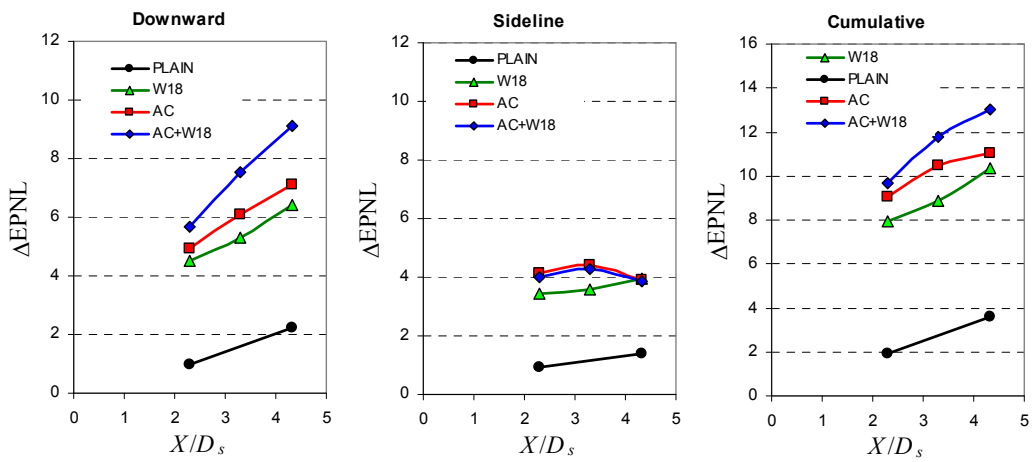 Downward
12
10
8
6
4
2
0
ΔEPNL
PLAIN
W18
AC
AC+W18
0 1 2 3 4 5
X/Ds
Sideline
12
10
8
6
4
2
0
ΔEPNL
PLAIN
W18
AC
AC+W18
0 1 2 3 4 5
X/Ds
Cumulative
16
14
12
10
8
6
4
2
0
ΔEPNL
W18
PLAIN
AC
AC+W18
0 1 2 3 4 5
X/Ds